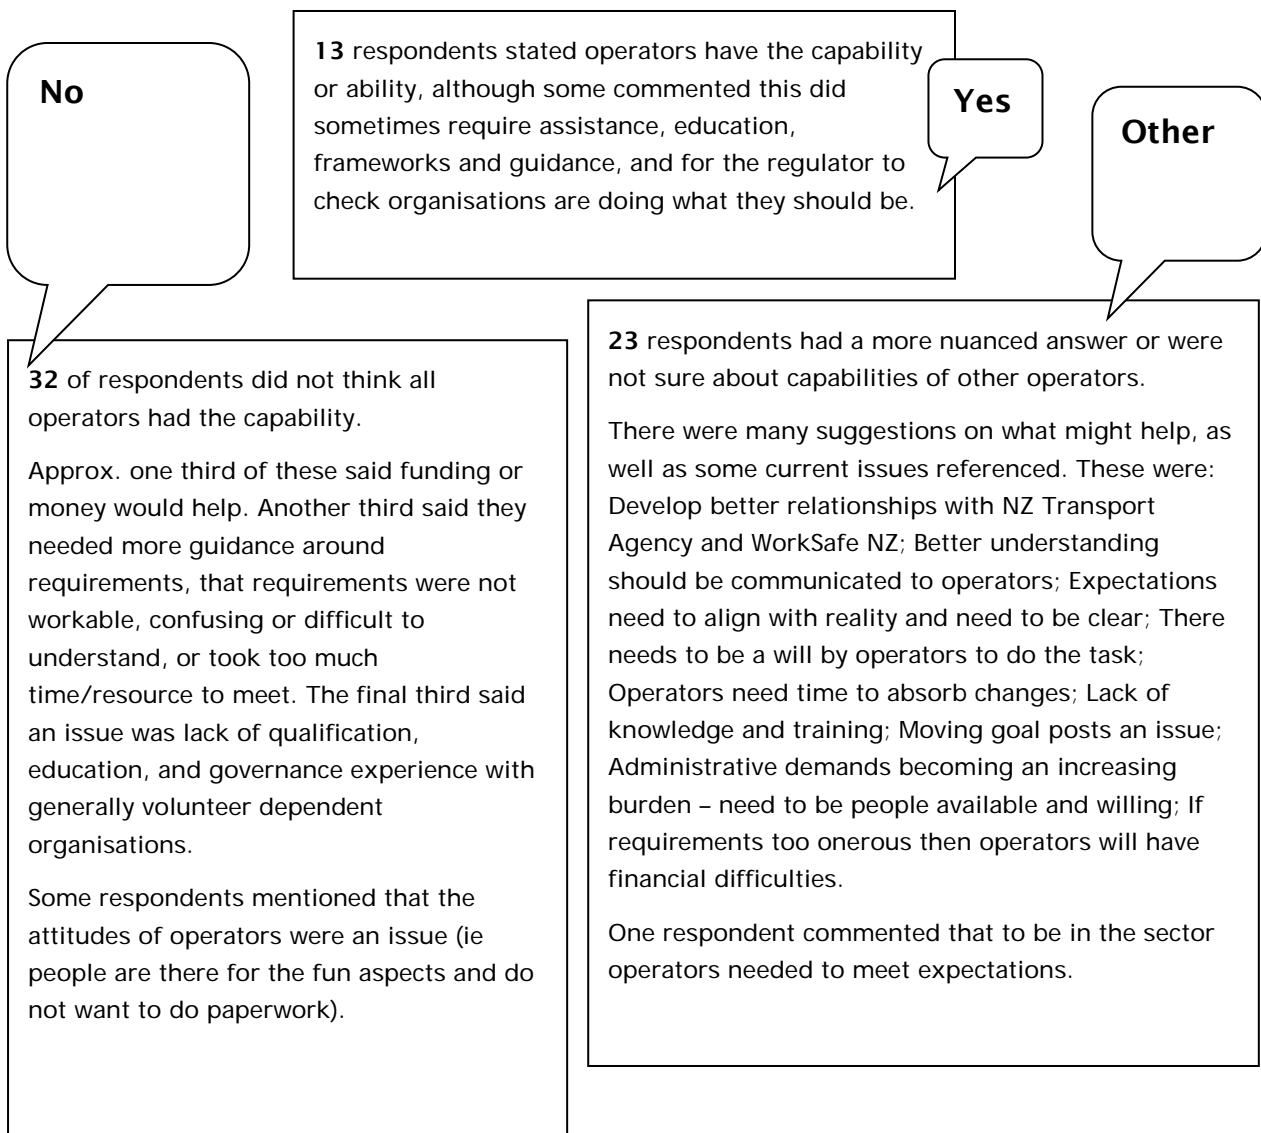 No
32 of respondents did not think all
operators had the capability.
Approx. one third of these said funding or
money would help. Another third said they
needed more guidance around
requirements, that requirements were not
workable, confusing or difficult to
understand, or took too much
time/resource to meet. The final third said
an issue was lack of qualification,
education, and governance experience with
generally volunteer dependent
organisations.
Some respondents mentioned that the
attitudes of operators were an issue (ie
people are there for the fun aspects and do
not want to do paperwork).
13 respondents stated operators have the capability
or ability, although some commented this did
sometimes require assistance, education,
frameworks and guidance, and for the regulator to
check organisations are doing what they should be.
Yes
Other
23 respondents had a more nuanced answer or were
not sure about capabilities of other operators.
There were many suggestions on what might help, as
well as some current issues referenced. These were:
Develop better relationships with NZ Transport
Agency and WorkSafe NZ; Better understanding
should be communicated to operators; Expectations
need to align with reality and need to be clear; There
needs to be a will by operators to do the task;
Operators need time to absorb changes; Lack of
knowledge and training; Moving goal posts an issue;
Administrative demands becoming an increasing
burden – need to be people available and willing; If
requirements too onerous then operators will have
financial difficulties.
One respondent commented that to be in the sector
operators needed to meet expectations.